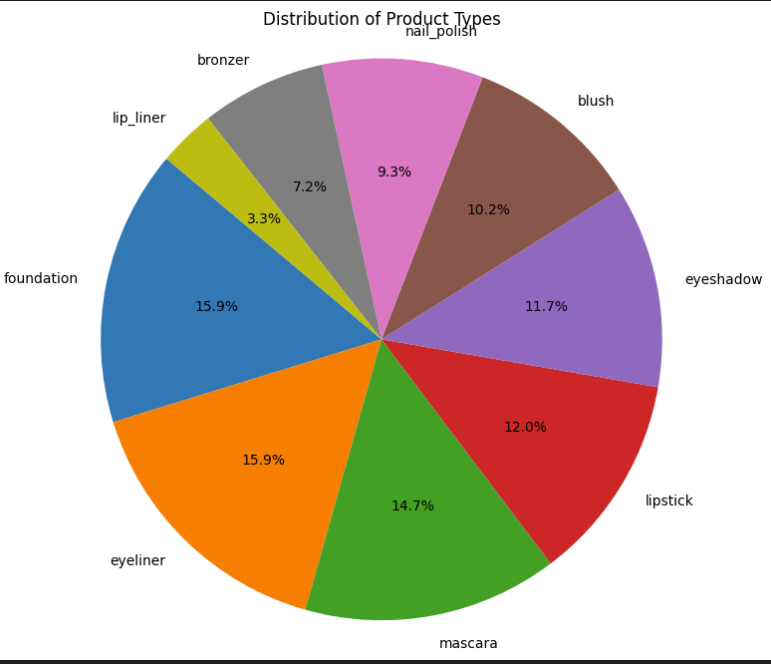 Distribution of Product Types
nail_polish
bronzer
blush
lip_liner
9.3%
7.2%
10.2%
3.3%
foundation
eyeshadow
15.9%
11.7%
12.0%
15.9%
lipstick
14.7%
eyeliner
mascara